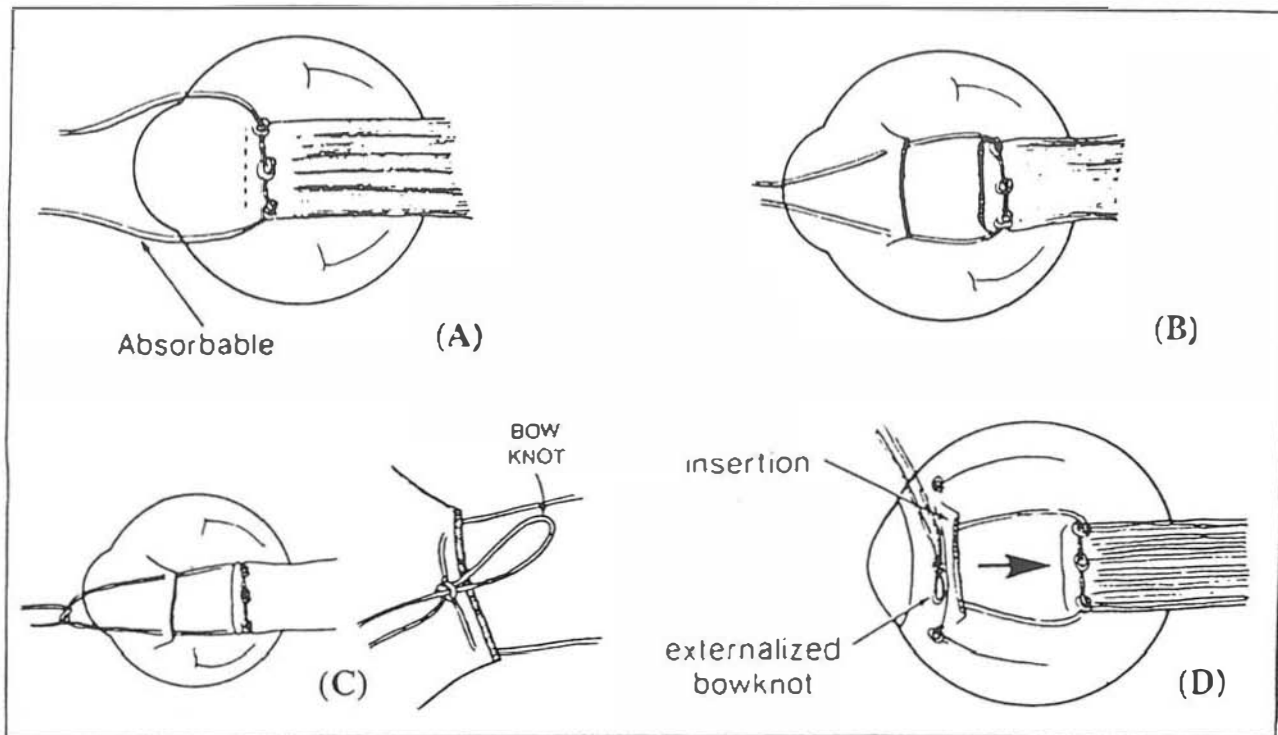 Absorbable
(A)
(B)
BOW
KNOT
(C)
insertion
externalized
bowknot
(D)